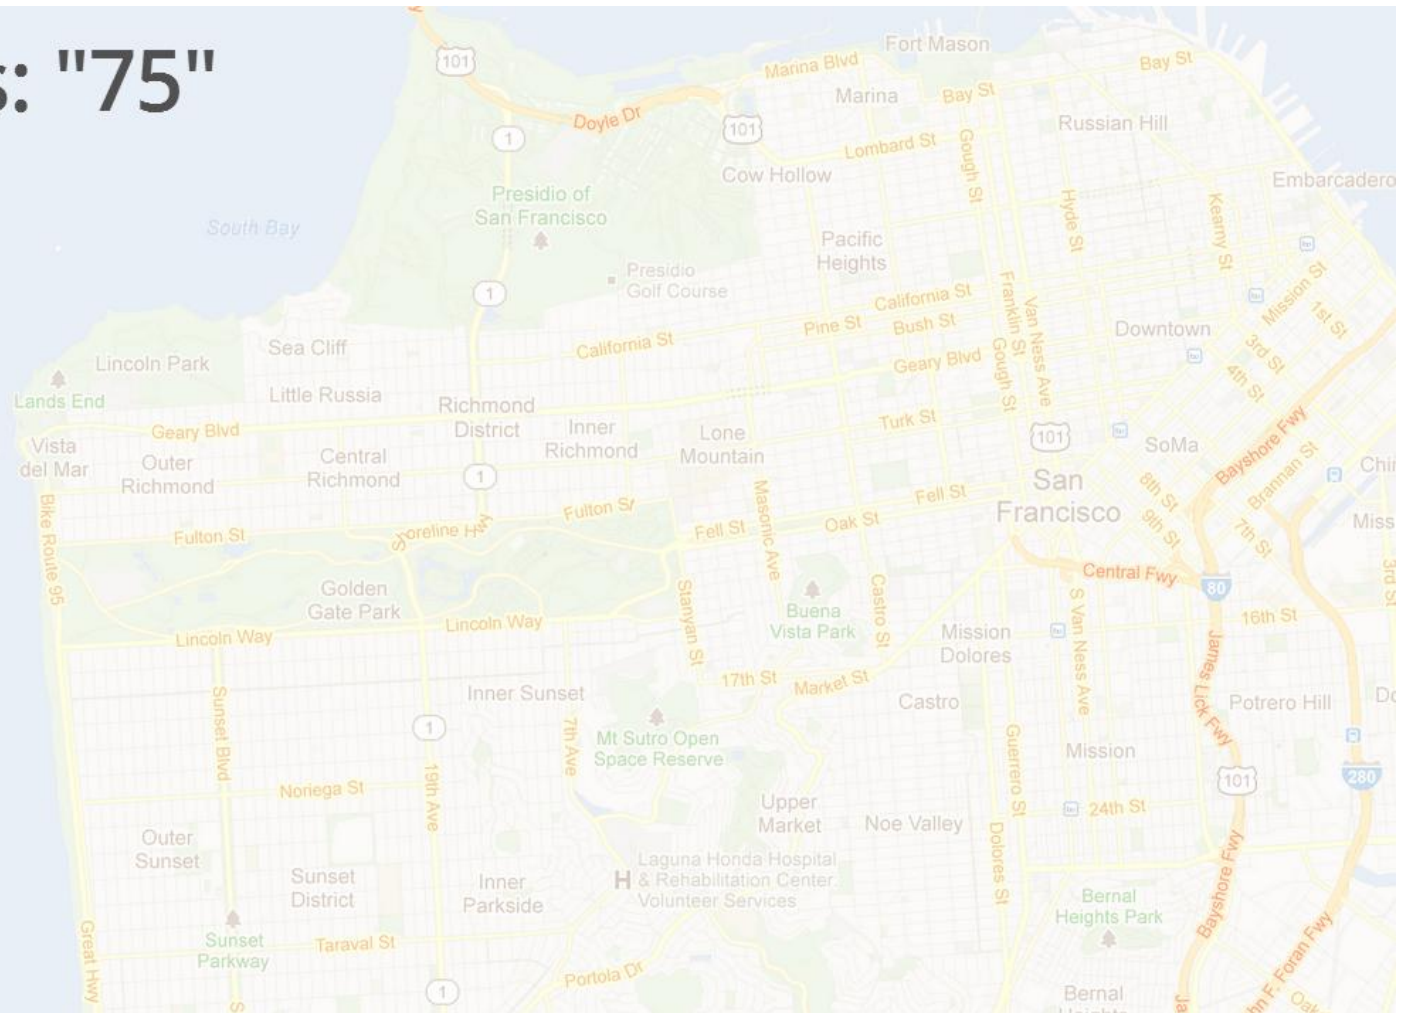 s: "75"
101
Fort Mason
Marina Blvd
Bay St
Marina
Bay St
Doyle Dr
101
Russian Hill
1
Lombard St
Gough St
Cow Hollow
Embarcadero
Presidio of
San Francisco
Hyde St
Kearny St
South Bay
Pacific
Heights
Presidio
Golf Course
1
California St
Franklin St
Van Ness Ave
Mission St
1st St
Pine St
Bush St
Downtown
California St
Sea Cliff
Lincoln Park
Geary Blvd
Gough St
3rd St
4th St
Lands End
Little Russia
Richmond
District
Turk St
Geary Blvd
Inner
Richmond
Lone
Mountain
101
SoMa
Bayshore Fwy
Vista
del Mar
Outer
Richmond
Central
Richmond
1
San
Francisco
8th St
Brannan St
Chi
Bike Route 95
Masonic Ave
Fell St
Fulton St
9th St
7th St
Miss
Fulton St
Shoreline Hwy
Fell St
Oak St
Central Fwy
80
3rd St
Golden
Gate Park
Stanyan St
Buena
Vista Park
Castro St
S Van Ness Ave
16th St
Lincoln Way
Lincoln Way
Mission
Dolores
James Lick Fwy
17th St
Market St
Inner Sunset
Castro
Potrero Hill
Do
Sunset Blvd
1
7th Ave
Mt Sutro Open
Space Reserve
Guerrero St
Mission
101
280
Noriega St
19th Ave
24th St
Upper
Market
Noe Valley
Outer
Sunset
Dolores St
Laguna Honda Hospital
H & Rehabilitation Center:
Volunteer Services
Sunset
District
Inner
Parkside
Bernal
Heights Park
Bayshore Fwy
Great Hwy
Sunset
Parkway
Taraval St
Portola Dr
hn F. Foran Fwy
1
Bernal
Heights
S
Ja
Oak